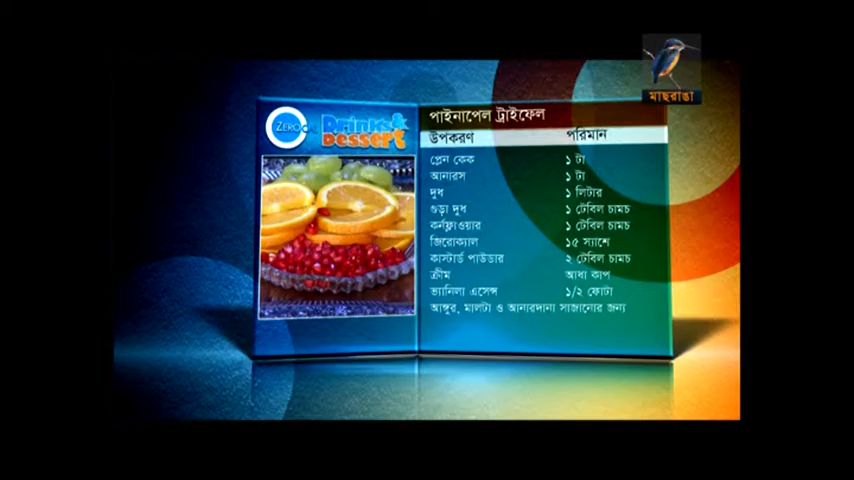 মাছরাঙা
ZERO
Drinks &
Dessert
পাইনাপেল ট্রাইফেল
উপকরণ পরিমান
প্লেন কেক ১ টা
আনারস ১ টা
দুধ ১ লিটার
গুড়া দুধ ১ টেবিল চামচ
কর্নফ্লাওয়ার ১ টেবিল চামচ
জিরোক্যাল ১৫ স্যাশে
কাস্টার্ড পাউডার ২ টেবিল চামচ
ক্রীম আধা কাপ
ভ্যানিলা এসেন্স ১/২ ফোটা
আঙ্গুর, মালটা ও আনারদানা সাজানোর জন্য